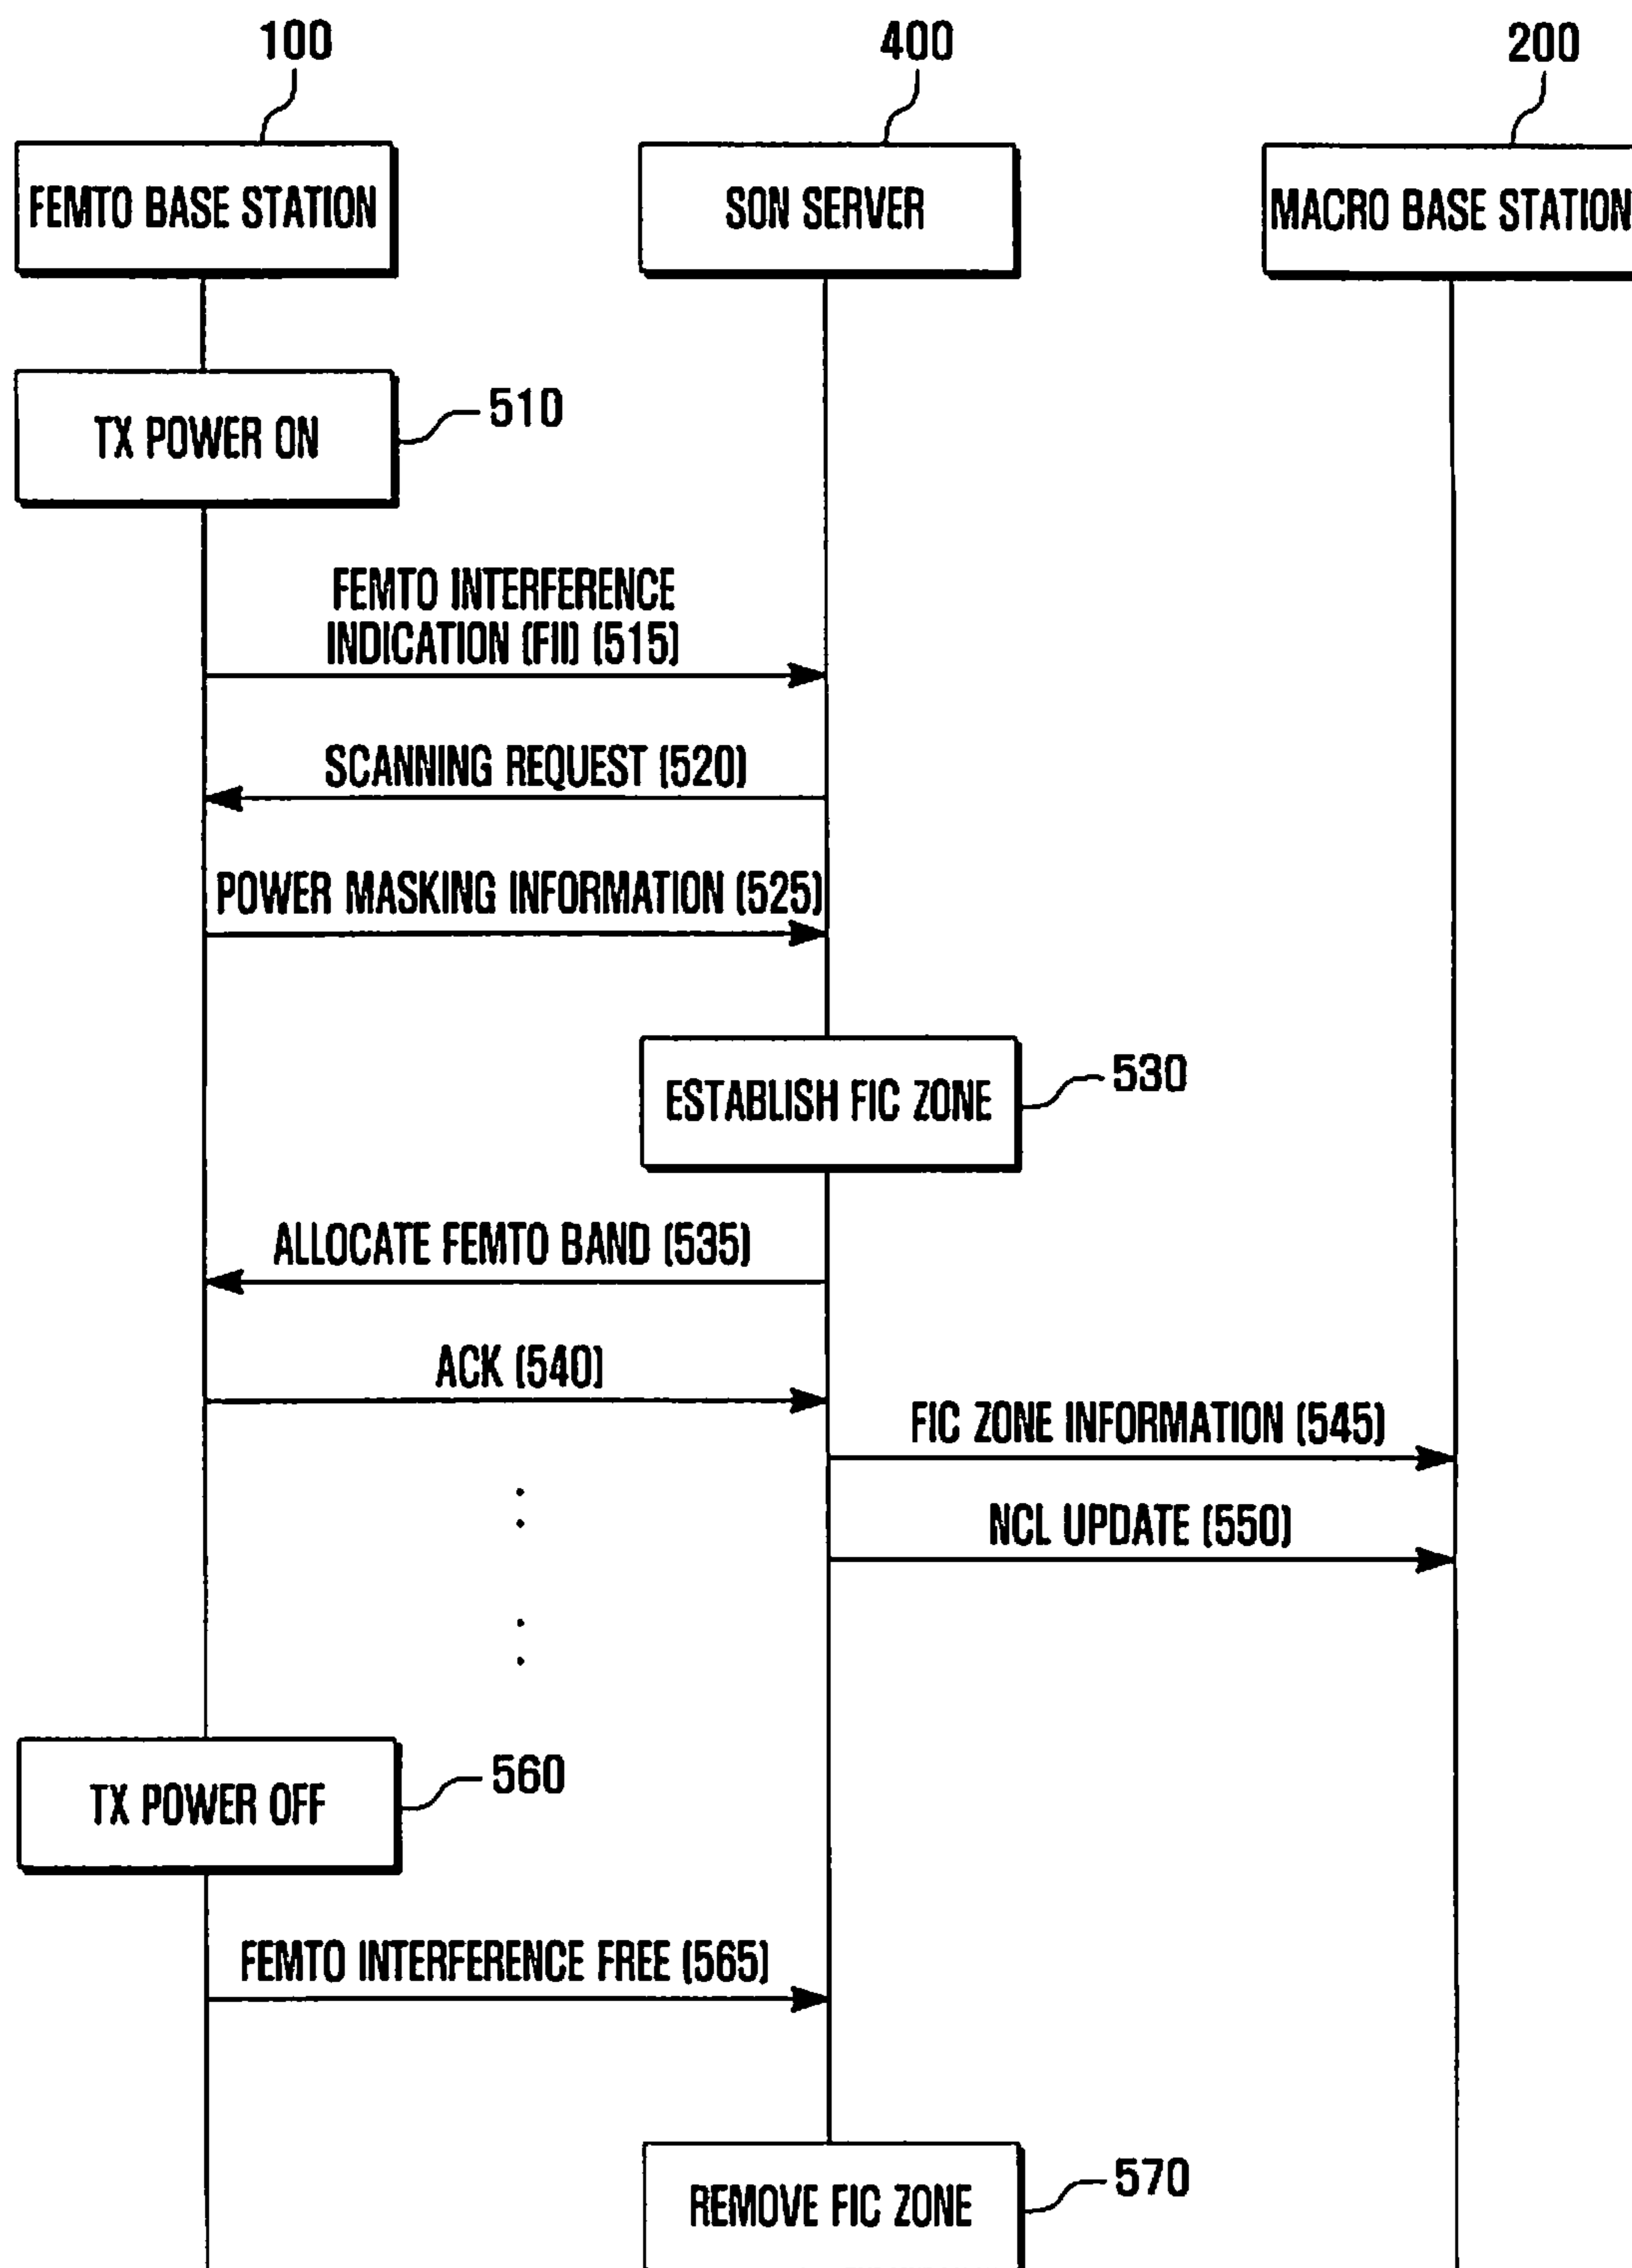 100
400
200
FEMTO BASE STATION
SON SERVER
MACRO BASE STATION
TX POWER ON
510
FEMTO INTERFERENCE
INDICATION (FII) (515)
SCANNING REQUEST (520)
POWER MASKING INFORMATION (525)
ESTABLISH FIC ZONE
530
ALLOCATE FEMTO BAND (535)
ACK (540)
FIC ZONE INFORMATION (545)
NCL UPDATE (550)
TX POWER OFF
560
FEMTO INTERFERENCE FREE (565)
REMOVE FIC ZONE
570